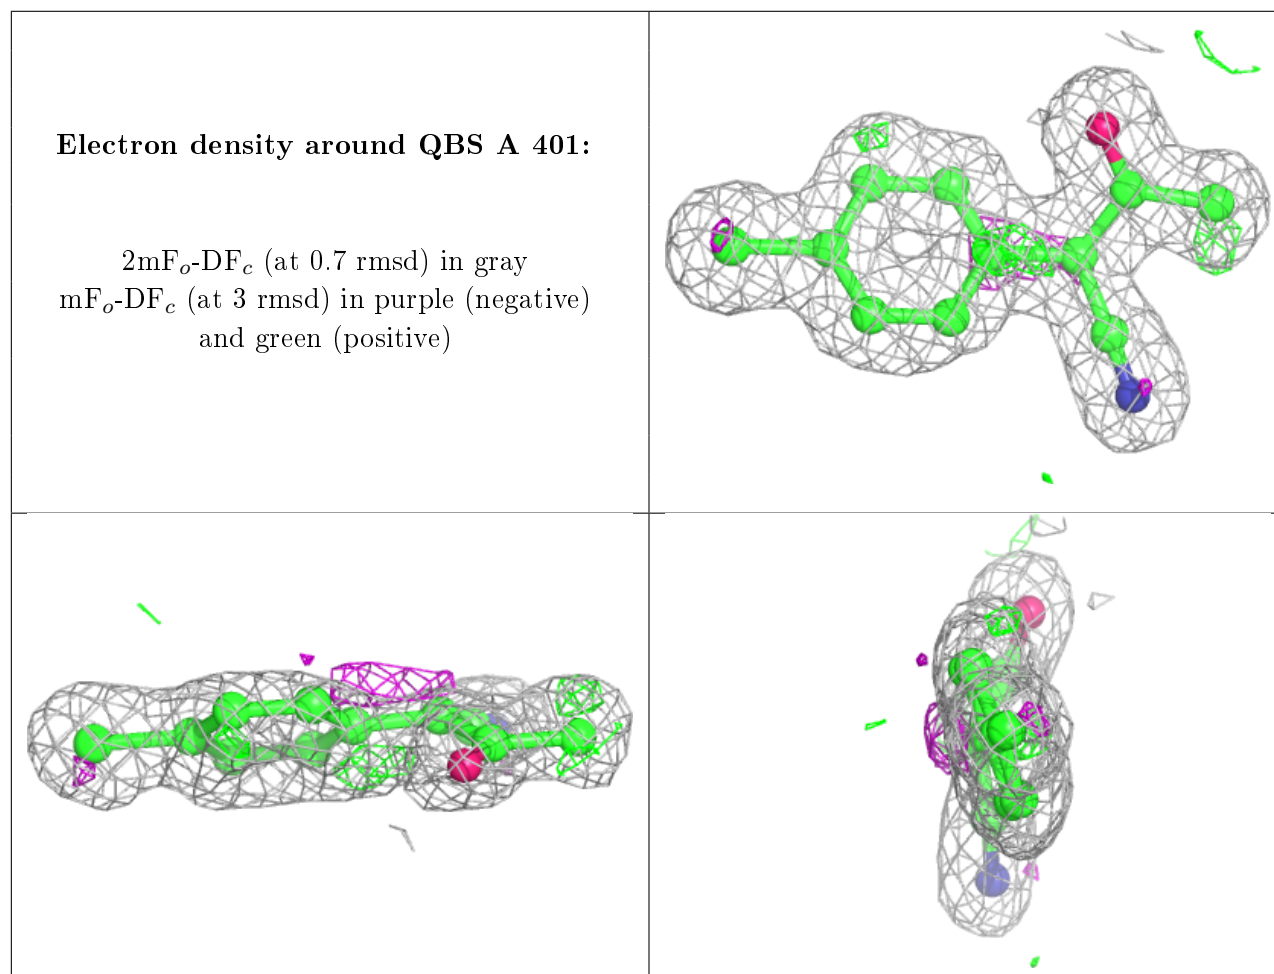 Electron density around QBS A 401:
2mFo-DFc (at 0.7 rmsd) in gray
mFo-DFc (at 3 rmsd) in purple (negative)
and green (positive)